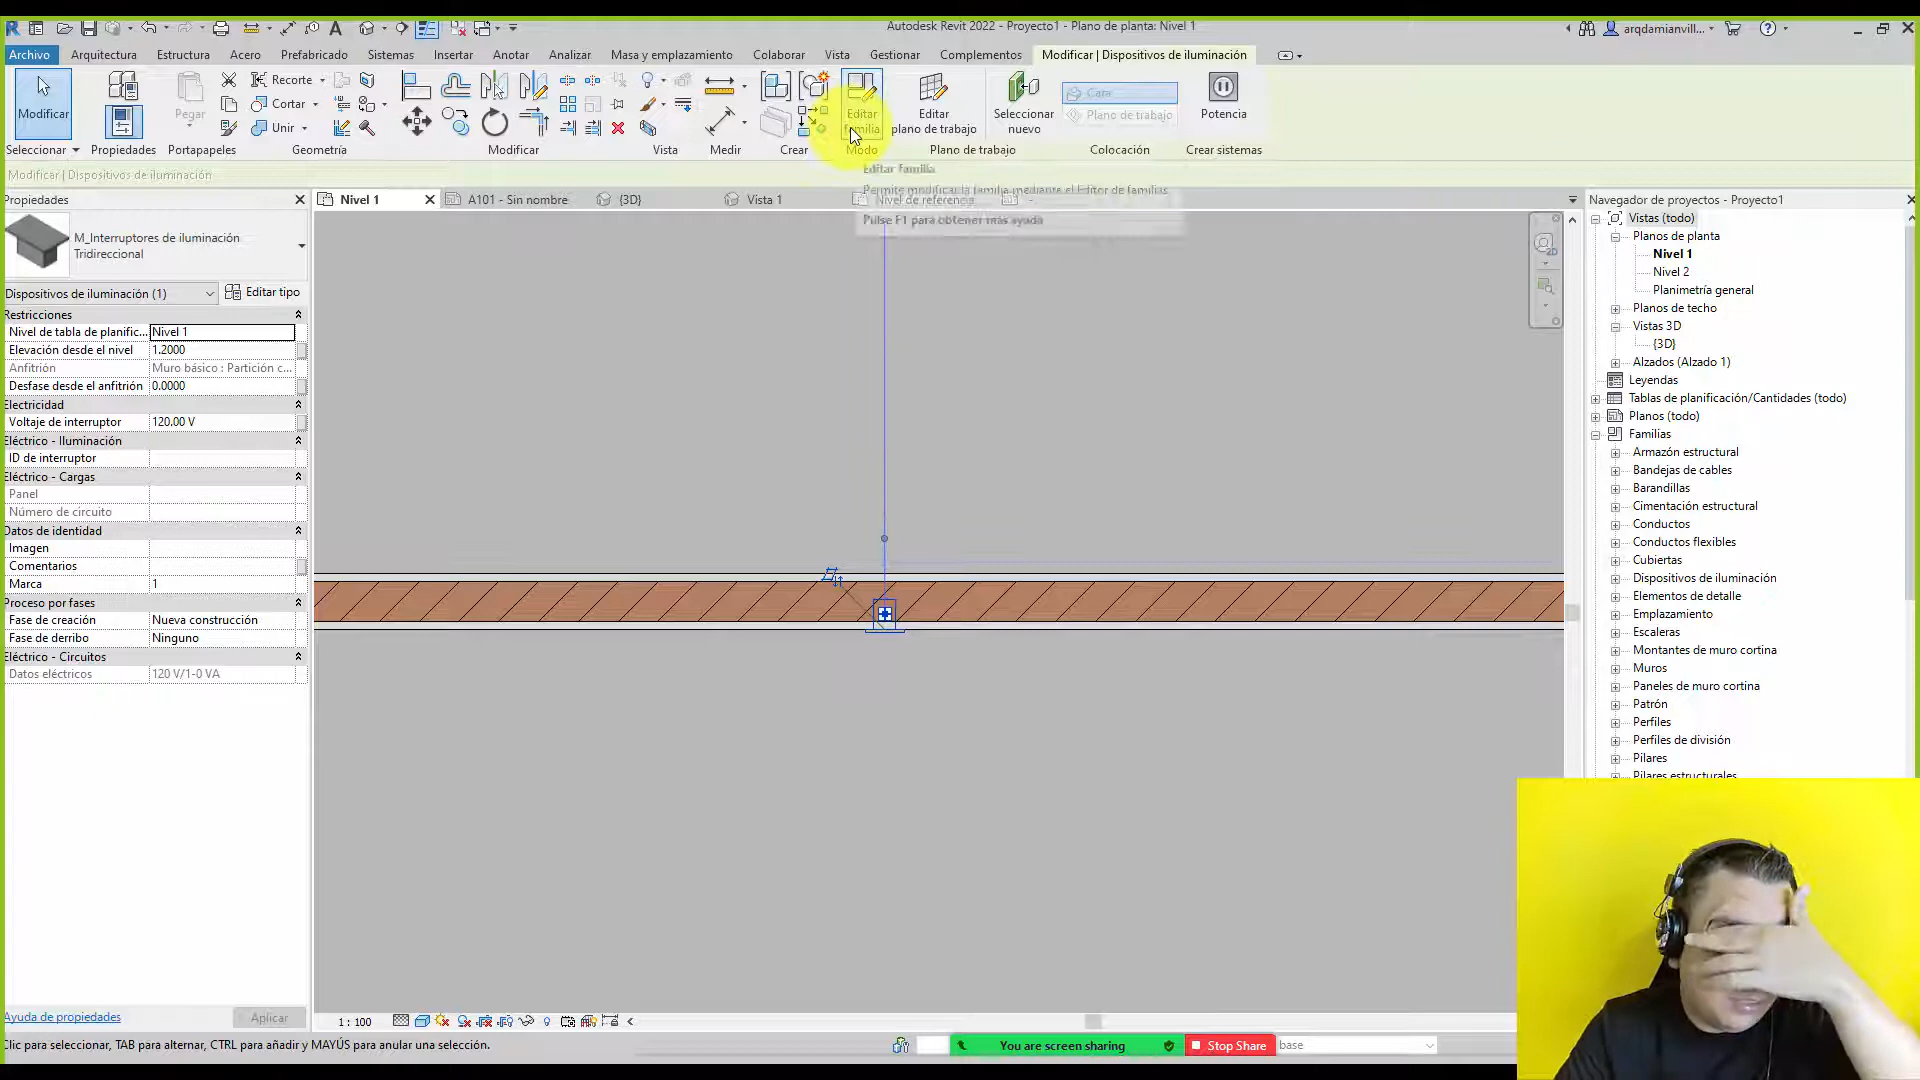 Autodesk Revit 2022 - Proyecto1 - Plano de planta: Nivel 1
arqdamianvill...
Archivo
Arquitectura
Estructura
Acero
Prefabricado
Sistemas
Insertar
Anotar
Analizar
Masa y emplazamiento
Colaborar
Vista
Gestionar
Complementos
Modificar | Dispositivos de iluminación
Modificar
Pegar
Recorte
Cortar
Unir
Editar familia
Editar plano de trabajo
Seleccionar nuevo
Cara
Plano de trabajo
Potencia
Seleccionar
Propiedades
Portapapeles
Geometría
Modificar
Vista
Medir
Crear
Modo
Plano de trabajo
Colocación
Crear sistemas
Modificar | Dispositivos de iluminación
Editar familia
Permite modificar la familia mediante el Editor de familias
Pulse F1 para obtener más ayuda
Propiedades
Nivel 1
A101 - Sin nombre
{3D}
Vista 1
Nivel de referencia
-
Navegador de proyectos - Proyecto1
M_Interruptores de iluminación
Tridireccional
Dispositivos de iluminación (1)
Editar tipo
Restricciones
Nivel de tabla de planific... Nivel 1
Elevación desde el nivel 1.2000
Anfitrión Muro básico : Partición c...
Desfase desde el anfitrión 0.0000
Electricidad
Voltaje de interruptor 120.00 V
Eléctrico - Iluminación
ID de interruptor
Eléctrico - Cargas
Panel
Número de circuito
Datos de identidad
Imagen
Comentarios
Marca 1
Proceso por fases
Fase de creación Nueva construcción
Fase de derribo Ninguno
Eléctrico - Circuitos
Datos eléctricos 120 V/1-0 VA
Ayuda de propiedades
Aplicar
2D
Vistas (todo)
Planos de planta
Nivel 1
Nivel 2
Planimetría general
Planos de techo
Vistas 3D
{3D}
Alzados (Alzado 1)
Leyendas
Tablas de planificación/Cantidades (todo)
Planos (todo)
Familias
Armazón estructural
Bandejas de cables
Barandillas
Cimentación estructural
Conductos
Conductos flexibles
Cubiertas
Dispositivos de iluminación
Elementos de detalle
Emplazamiento
Escaleras
Montantes de muro cortina
Muros
Paneles de muro cortina
Patrón
Perfiles
Perfiles de división
Pilares
Pilares estructurales
1 : 100
Clic para seleccionar, TAB para alternar, CTRL para añadir y MAYÚS para anular una selección.
You are screen sharing
Stop Share
base